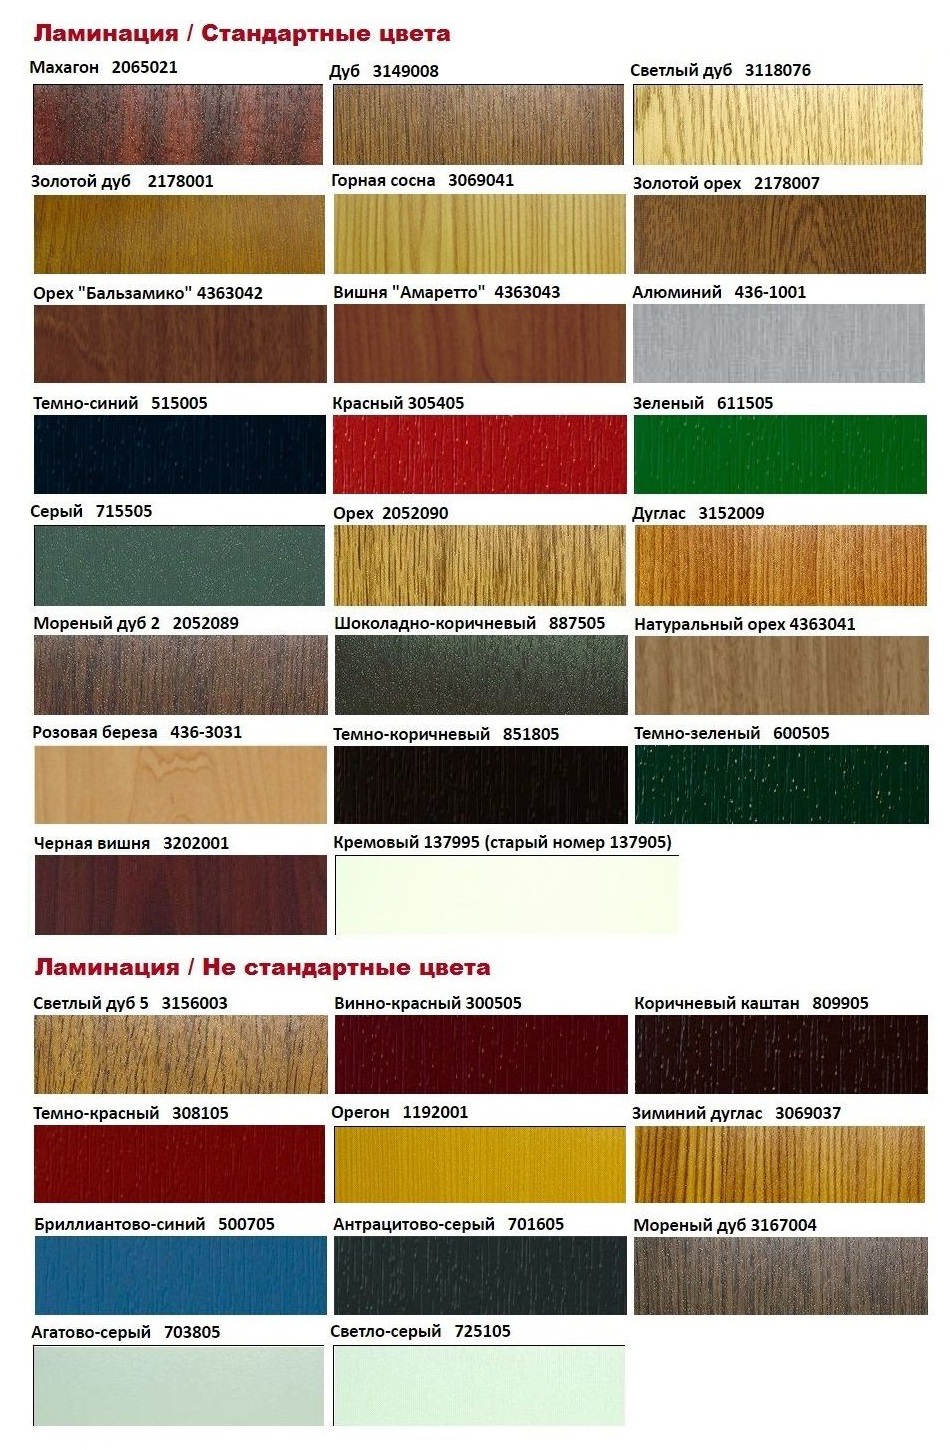 Ламинация / Стандартные цвета
Махагон 2065021
Дуб 3149008
Светлый дуб 3118076
Золотой дуб 2178001
Горная сосна 3069041
Золотой орех 2178007
Орех "Бальзамико" 4363042
Вишня "Амаретто" 4363043
Алюминий 436-1001
Темно-синий 515005
Красный 305405
Зеленый 611505
Серый 715505
Орех 2052090
Дуглас 3152009
Мореный дуб 2 2052089
Шоколадно-коричневый 887505
Натуральный орех 4363041
Розовая береза 436-3031
Темно-коричневый 851805
Темно-зеленый 600505
Черная вишня 3202001
Кремовый 137995 (старый номер 137905)
Ламинация / Не стандартные цвета
Светлый дуб 5 3156003
Винно-красный 300505
Коричневый каштан 809905
Темно-красный 308105
Орегон 1192001
Зиминий дуглас 3069037
Бриллиантово-синий 500705
Антрацитово-серый 701605
Мореный дуб 3167004
Агатово-серый 703805
Светло-серый 725105